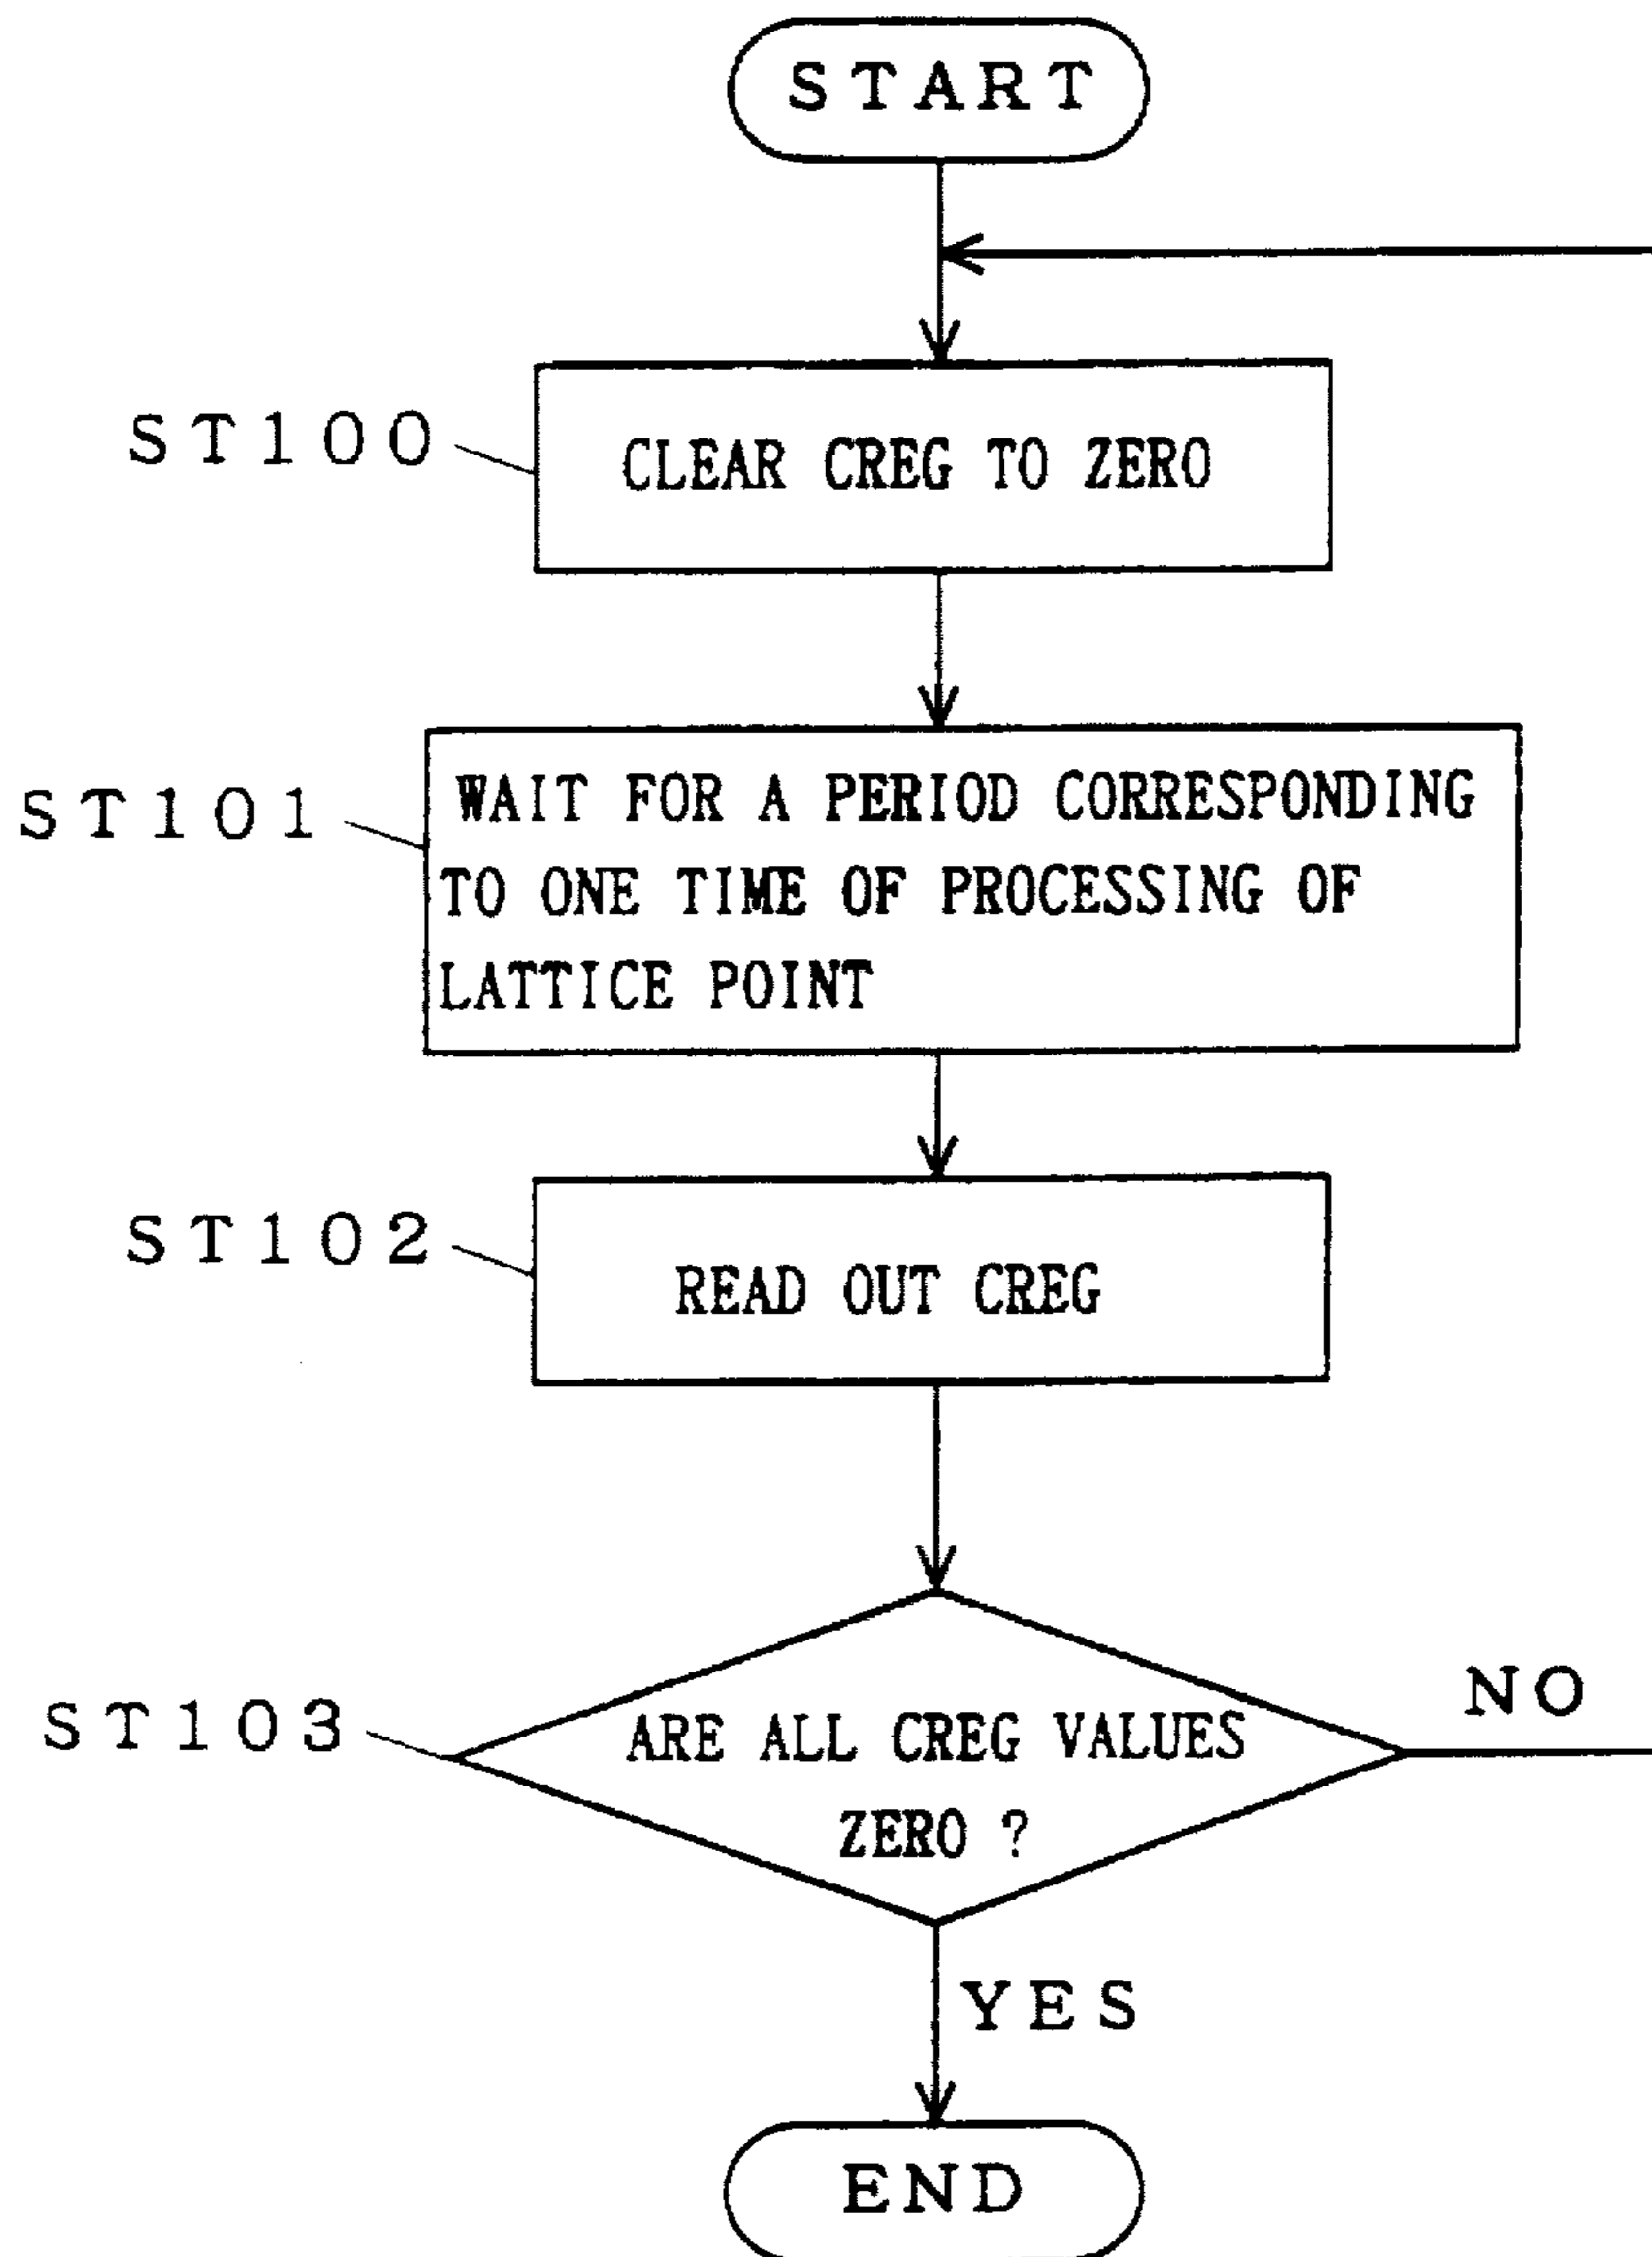 START
ST100
CLEAR CREG TO ZERO
ST101
WAIT FOR A PERIOD CORRESPONDING
TO ONE TIME OF PROCESSING OF
LATTICE POINT
ST102
READ OUT CREG
ST103
ARE ALL CREG VALUES
ZERO ?
NO
YES
END